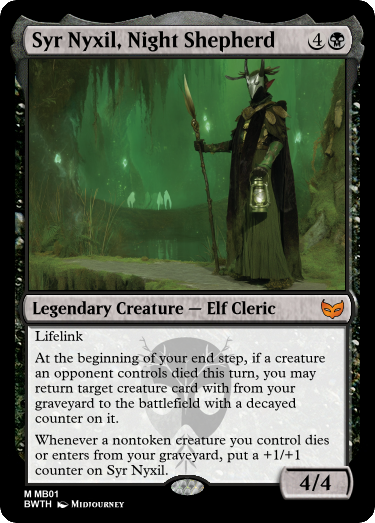 Syr Nyxil, Night Shepherd 4
Legendary Creature — Elf Cleric
Lifelink
At the beginning of your end step, if a creature
an opponent controls died this turn, you may
return target creature card with from your
graveyard to the battlefield with a decayed
counter on it.
Whenever a nontoken creature you control dies
or enters from your graveyard, put a +1/+1
counter on Syr Nyxil.
4/4
M MB01
BWTH Midjourney